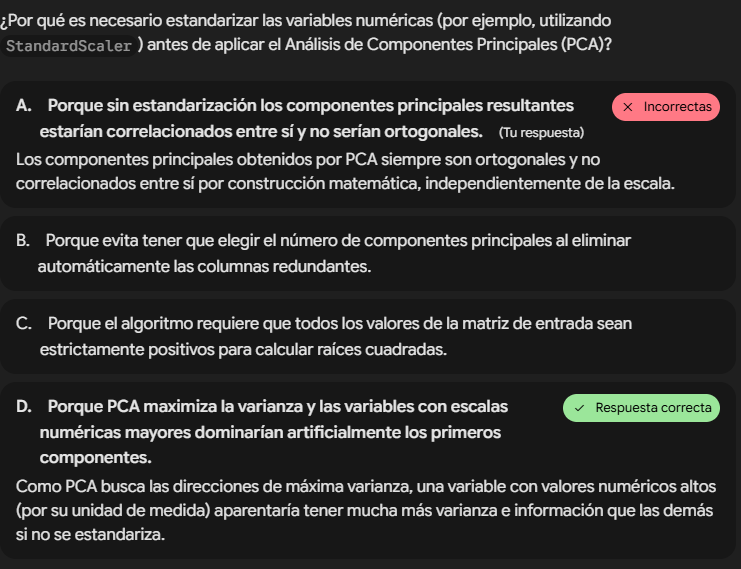 ¿Por qué es necesario estandarizar las variables numéricas (por ejemplo, utilizando
StandardScaler ) antes de aplicar el Análisis de Componentes Principales (PCA)?
A. Porque sin estandarización los componentes principales resultantes
estarían correlacionados entre sí y no serían ortogonales. (Tu respuesta)
Incorrectas
Los componentes principales obtenidos por PCA siempre son ortogonales y no
correlacionados entre sí por construcción matemática, independientemente de la escala.
B. Porque evita tener que elegir el número de componentes principales al eliminar
automáticamente las columnas redundantes.
C. Porque el algoritmo requiere que todos los valores de la matriz de entrada sean
estrictamente positivos para calcular raíces cuadradas.
D. Porque PCA maximiza la varianza y las variables con escalas
numéricas mayores dominarían artificialmente los primeros
componentes.
Respuesta correcta
Como PCA busca las direcciones de máxima varianza, una variable con valores numéricos altos
(por su unidad de medida) aparentaría tener mucha más varianza e información que las demás
si no se estandariza.